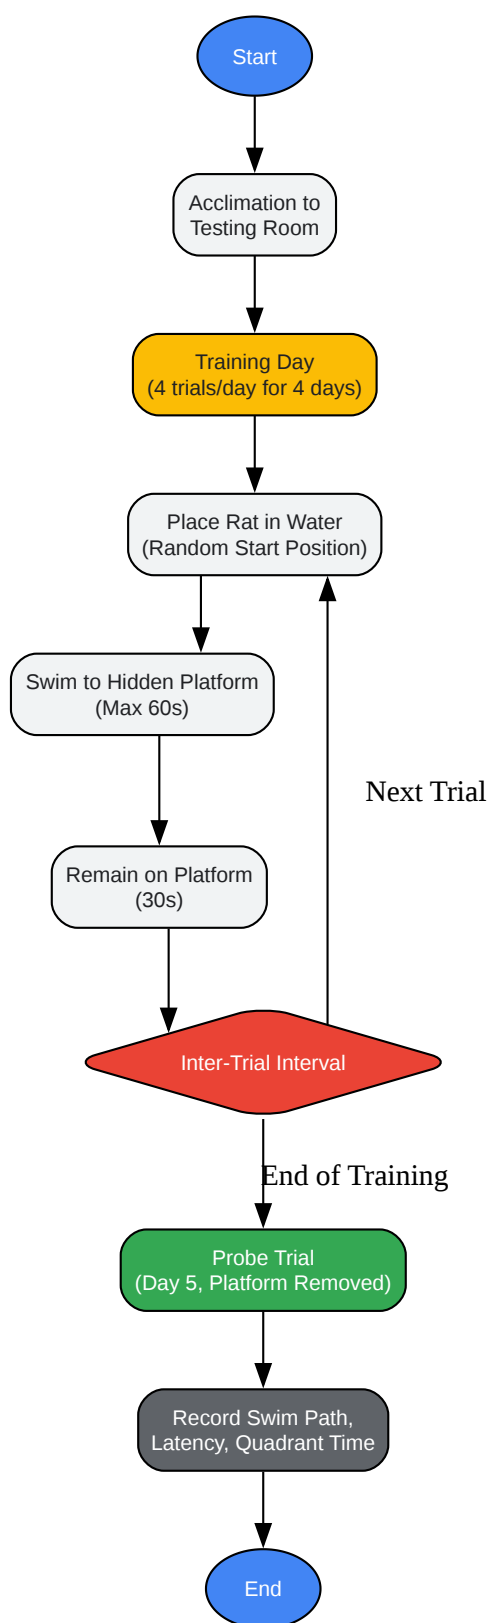 Start
Acclimation to
Testing Room
Training Day
(4 trials/day for 4 days)
Place Rat in Water
(Random Start Position)
Swim to Hidden Platform
(Max 60s)
Next Trial
Remain on Platform
(30s)
Inter-Trial Interval
End of Training
Probe Trial
(Day 5, Platform Removed)
Record Swim Path,
Latency, Quadrant Time
End